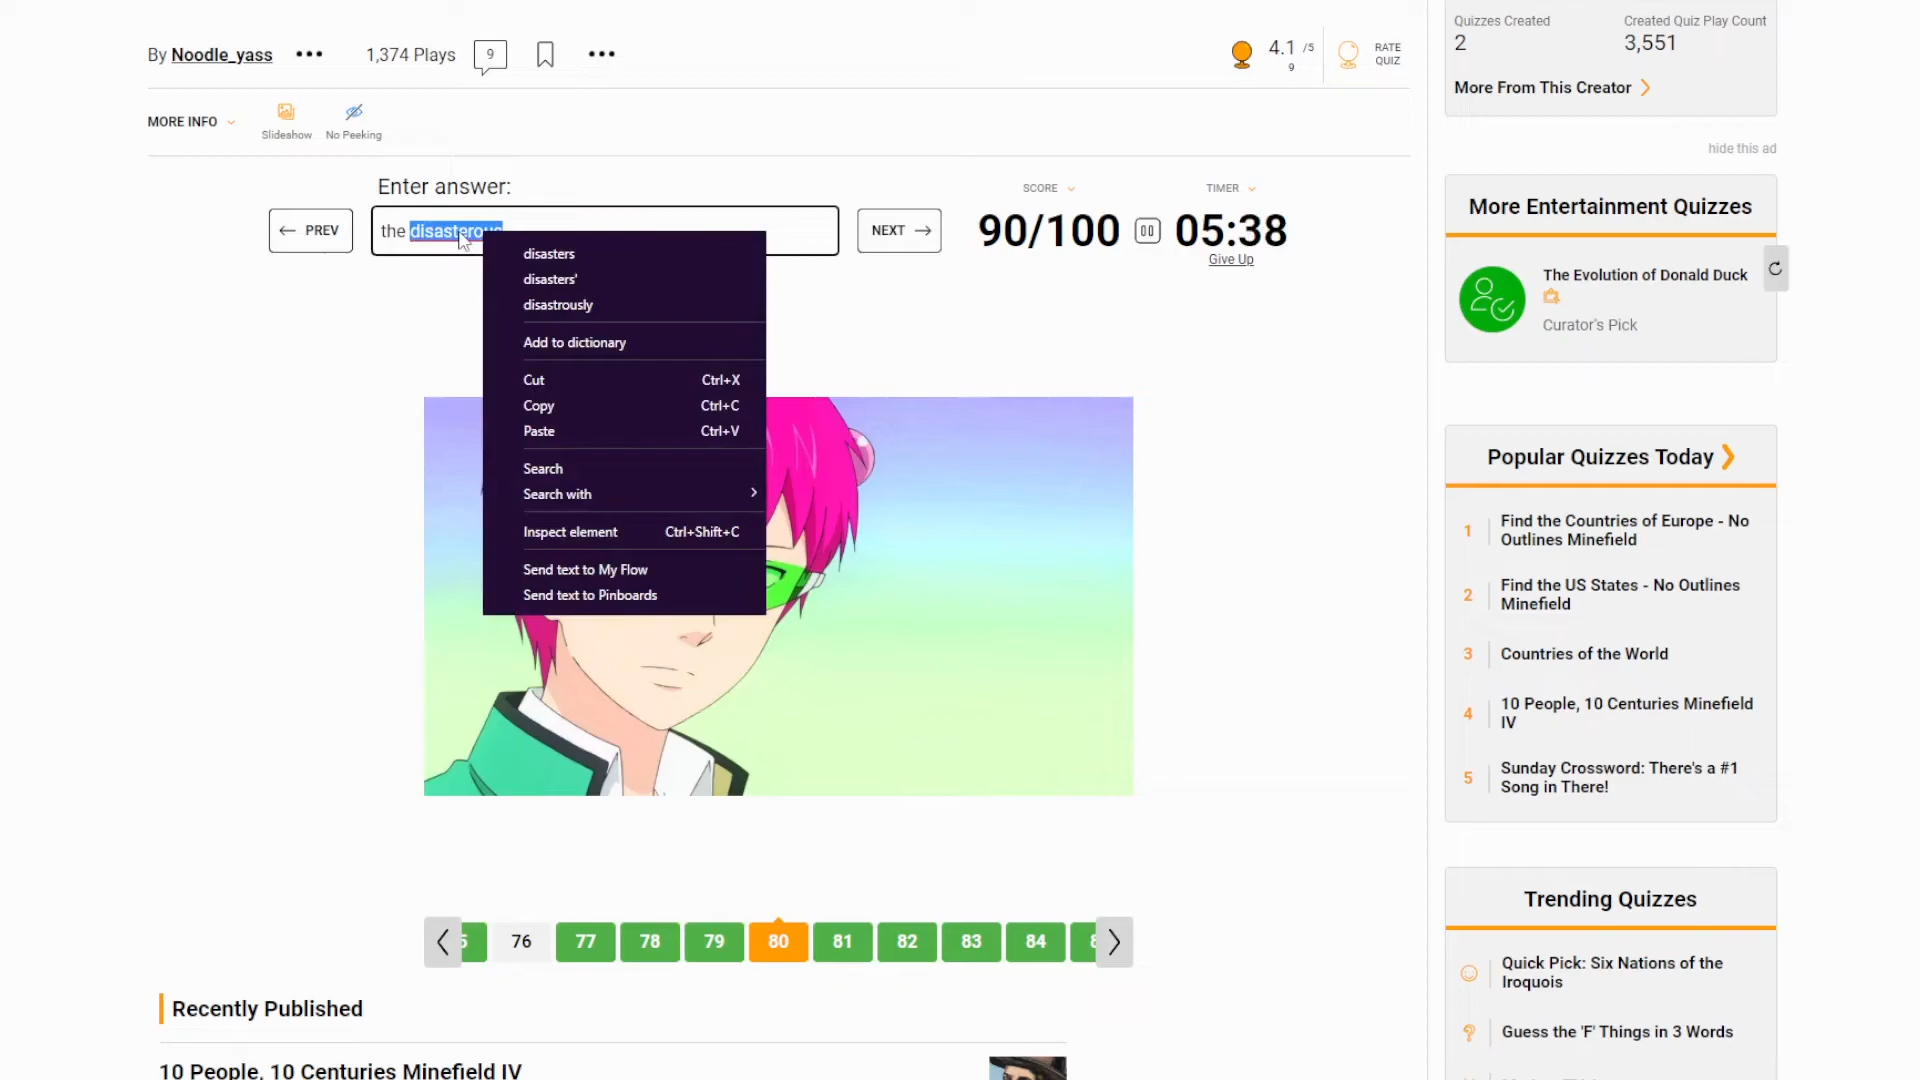 By Noodle_yass
1,374 Plays
9
4.1 /5
9
RATE
QUIZ
Quizzes Created
2
Created Quiz Play Count
3,551
More From This Creator
MORE INFO
Slideshow
No Peeking
hide this ad
Enter answer:
PREV
the disasterous
NEXT
SCORE
90/100
TIMER
05:38
Give Up
disasters
disasters'
disastrously
Add to dictionary
Cut Ctrl+X
Copy Ctrl+C
Paste Ctrl+V
Search
Search with
Inspect element Ctrl+Shift+C
Send text to My Flow
Send text to Pinboards
More Entertainment Quizzes
The Evolution of Donald Duck
Curator's Pick
Popular Quizzes Today
1 Find the Countries of Europe - No
Outlines Minefield
2 Find the US States - No Outlines
Minefield
3 Countries of the World
4 10 People, 10 Centuries Minefield
IV
5 Sunday Crossword: There's a #1
Song in There!
Trending Quizzes
Quick Pick: Six Nations of the
Iroquois
Guess the 'F' Things in 3 Words
76 77 78 79 80 81 82 83 84
Recently Published
10 People, 10 Centuries Minefield IV